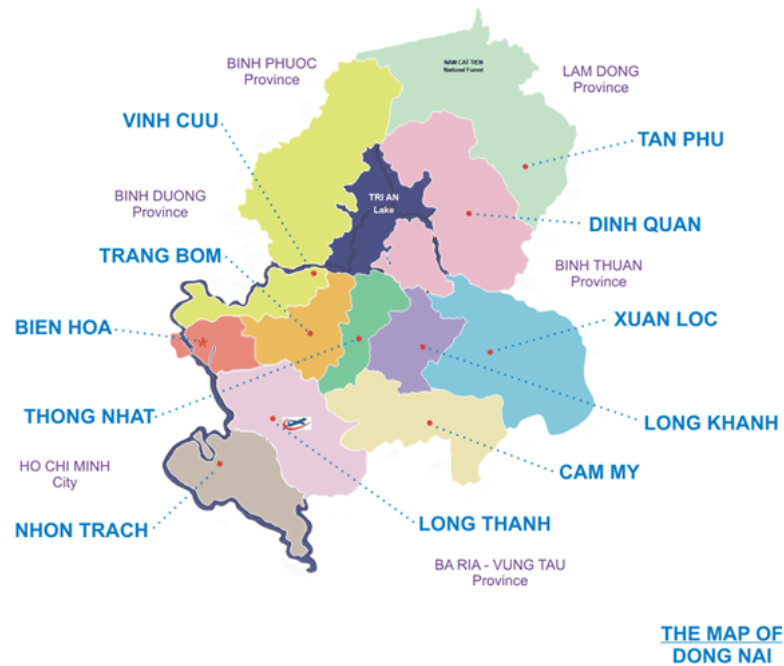 NAM CAT TIEN
National Forest
BINH PHUOC
Province
LAM DONG
Province
VINH CUU
TAN PHU
BINH DUONG
Province
TRI AN
Lake
DINH QUAN
TRANG BOM
BINH THUAN
Province
BIEN HOA
XUAN LOC
THONG NHAT
LONG KHANH
HO CHI MINH
City
CAM MY
NHON TRACH
LONG THANH
BA RIA - VUNG TAU
Province
THE MAP OF
DONG NAI